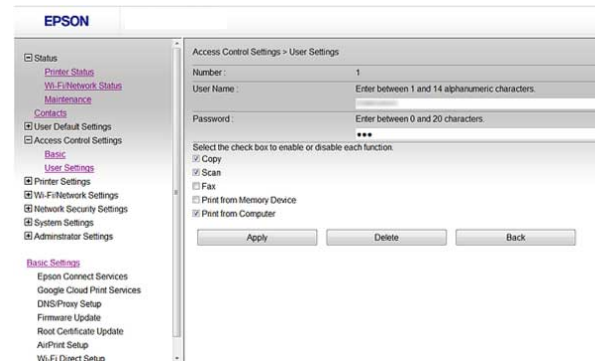 EPSON
Status
Printer Status
Wi-Fi/Network Status
Maintenance
Contacts
User Default Settings
Access Control Settings
Basic
User Settings
Printer Settings
Wi-Fi/Network Settings
Network Security Settings
System Settings
Adminstrator Settings
Basic Settings
Epson Connect Services
Google Cloud Print Services
DNS/Proxy Setup
Firmware Update
Root Certificate Update
AirPrint Setup
Wi-Fi Direct Setup
Access Control Settings > User Settings
Number : 1
User Name : Enter between 1 and 14 alphanumeric characters.
Password : Enter between 0 and 20 characters.
•••
Select the check box to enable or disable each function.
Copy
Scan
Fax
Print from Memory Device
Print from Computer
Apply Delete Back